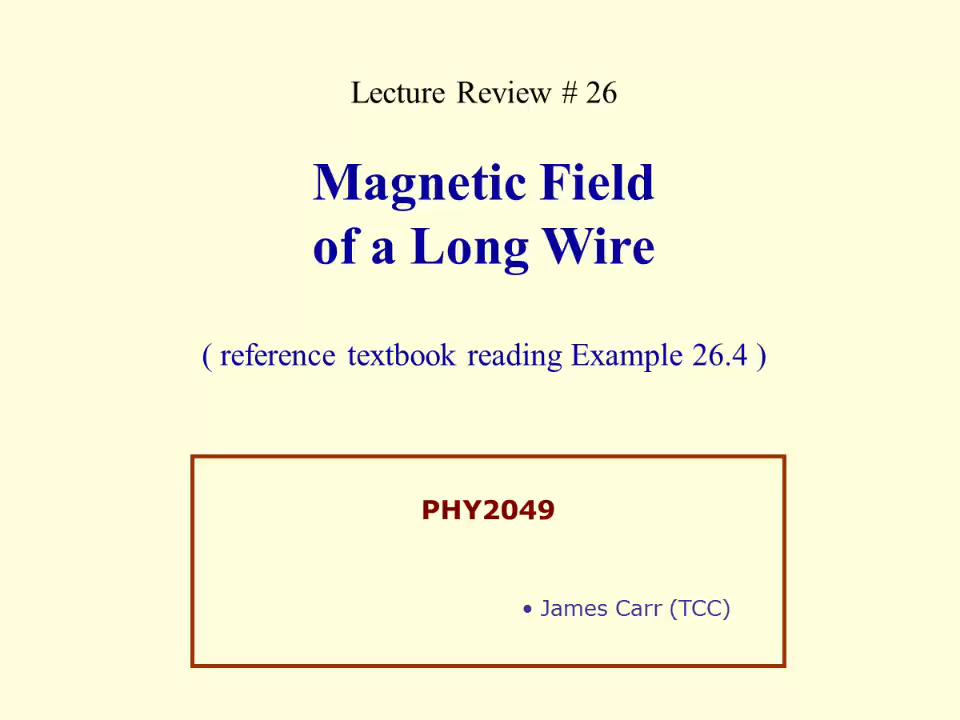 Lecture Review # 26
Magnetic Field
of a Long Wire
( reference textbook reading Example 26.4 )
PHY2049
• James Carr (TCC)